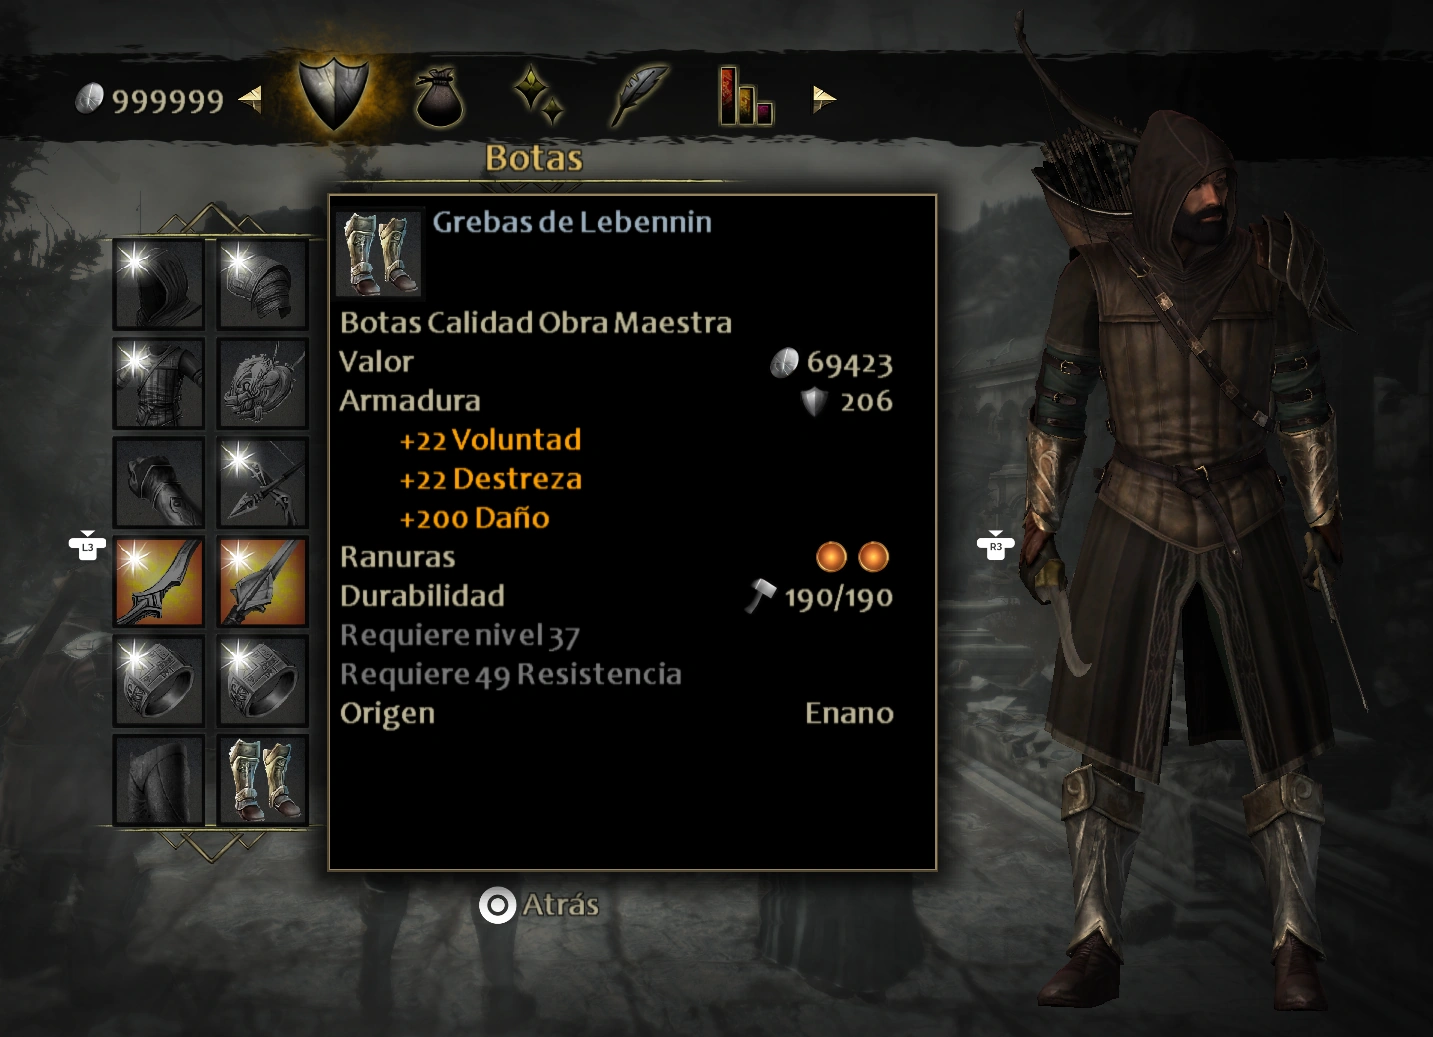 999999
Botas
Grebas de Lebennin
Botas Calidad Obra Maestra
Valor 69423
Armadura 206
+22 Voluntad
+22 Destreza
+200 Daño
Ranuras
Durabilidad 190/190
Requiere nivel 37
Requiere 49 Resistencia
Origen Enano
L3
R3
Atrás